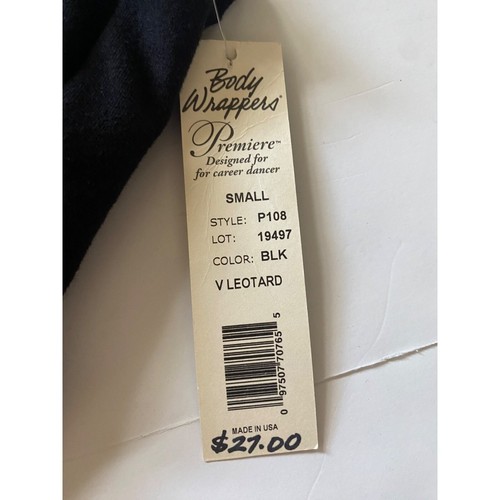 Body
Wrappers®
Premiere™
Designed for
for career dancer
SMALL
STYLE: P108
LOT: 19497
COLOR: BLK
V LEOTARD
0 97507 70765 5
MADE IN USA
$27.00